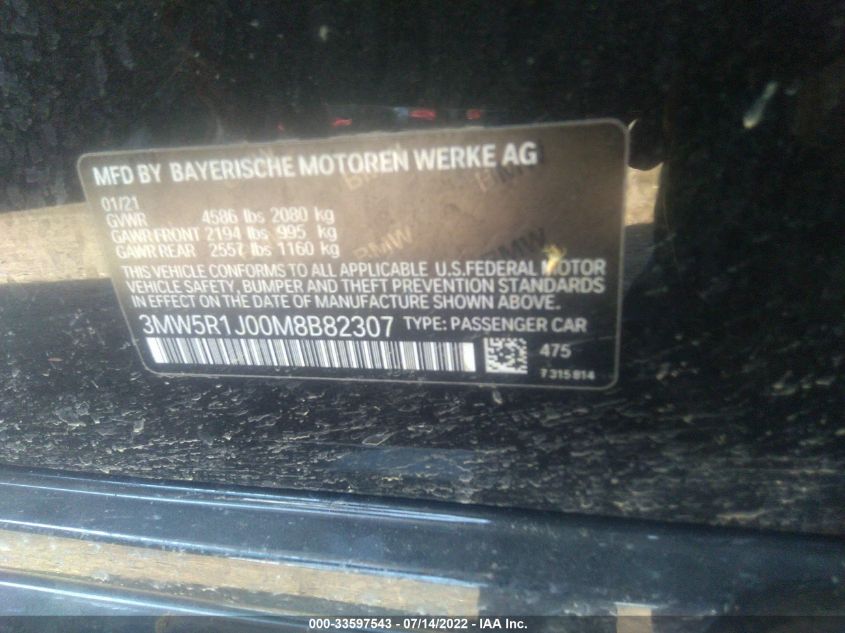 MFD BY BAYERISCHE MOTOREN WERKE AG
01/21
GVWR 4586 lbs 2080 kg
GAWR FRONT 2194 lbs 995 kg
GAWR REAR 2557 lbs 1160 kg
THIS VEHICLE CONFORMS TO ALL APPLICABLE U.S.FEDERAL MOTOR
VEHICLE SAFETY, BUMPER AND THEFT PREVENTION STANDARDS
IN EFFECT ON THE DATE OF MANUFACTURE SHOWN ABOVE.
3MW5R1J00M8B82307 TYPE: PASSENGER CAR
475
7315814
000-33597543 / 07/14/2022 - IAA Inc.